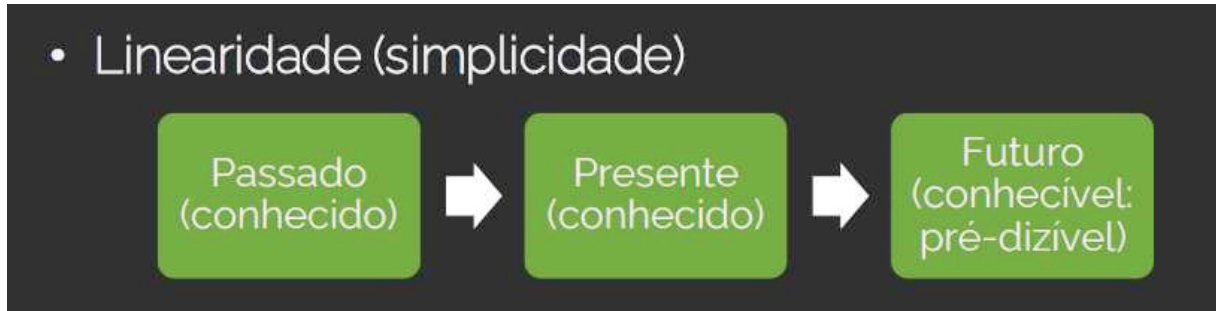 • Linearidade (simplicidade)
Passado
(conhecido)
Presente
(conhecido)
Futuro
(conhecível:
pré-dizível)